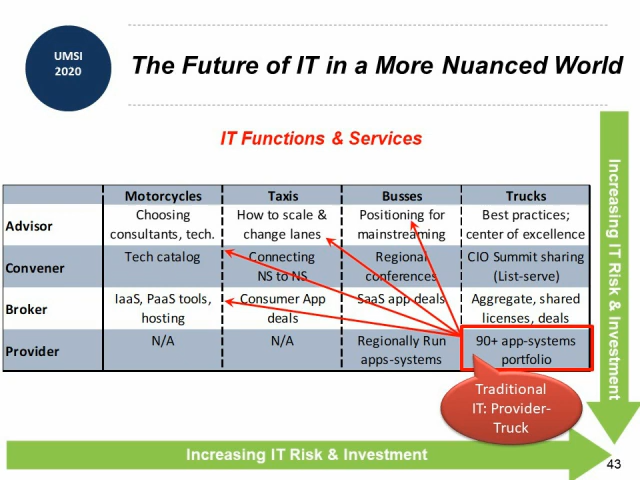 UMSI
2020
The Future of IT in a More Nuanced World
IT Functions & Services
Motorcycles Taxis Busses Trucks
Advisor
Choosing
consultants, tech.
How to scale &
change lanes
Positioning for
mainstreaming
Best practices;
center of excellence
Convener
Tech catalog
Connecting
NS to NS
Regional
conferences
CIO Summit sharing
(List-serve)
Broker
IaaS, PaaS tools,
hosting
Consumer App
deals
SaaS app deals
Aggregate, shared
licenses, deals
Provider
N/A
N/A
Regionally Run
apps-systems
90+ app-systems
portfolio
Traditional
IT: Provider-
Truck
Increasing IT Risk & Investment
Increasing IT Risk & Investment
43